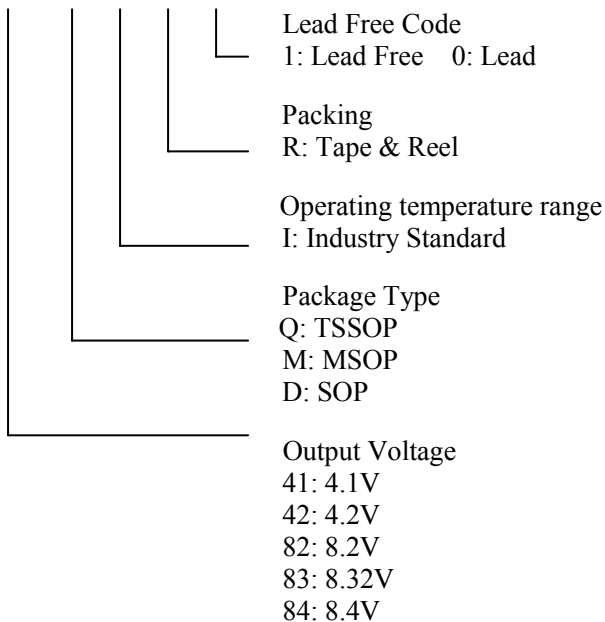 Lead Free Code
1: Lead Free 0: Lead
Packing
R: Tape & Reel
Operating temperature range
I: Industry Standard
Package Type
Q: TSSOP
M: MSOP
D: SOP
Output Voltage
41: 4.1V
42: 4.2V
82: 8.2V
83: 8.32V
84: 8.4V